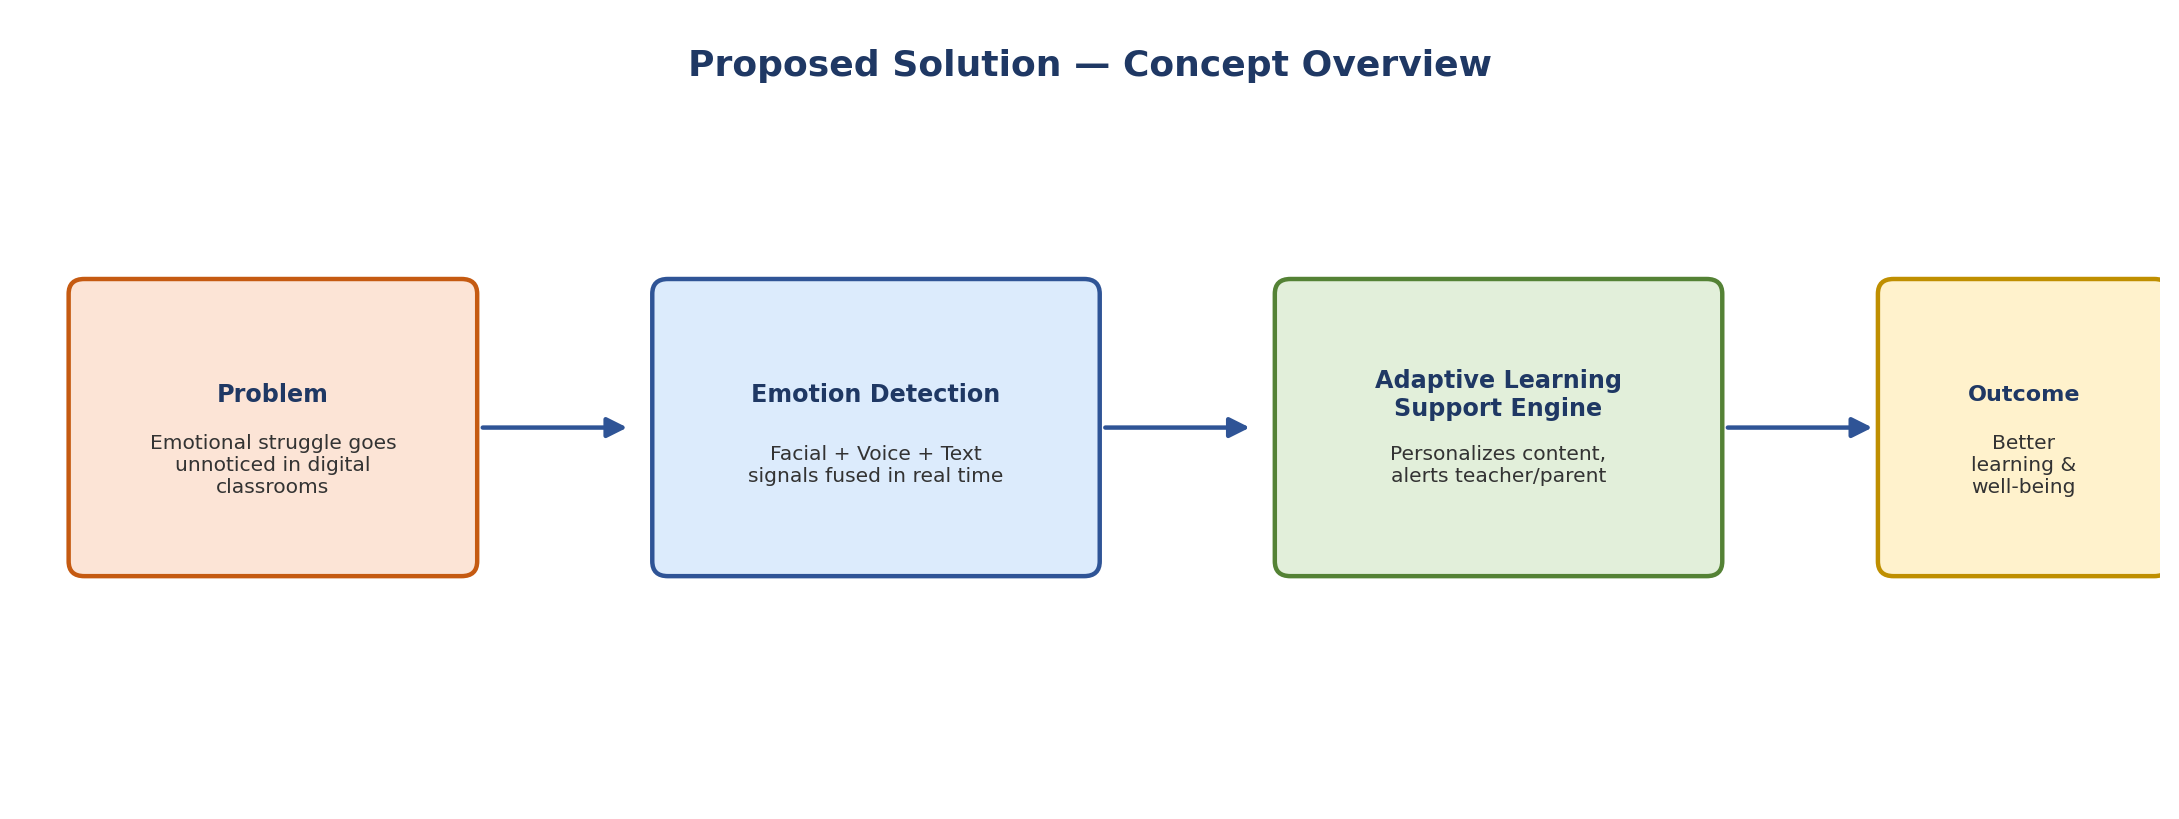 Proposed Solution — Concept Overview
Problem
Emotional struggle goes
unnoticed in digital
classrooms
Emotion Detection
Facial + Voice + Text
signals fused in real time
Adaptive Learning
Support Engine
Personalizes content,
alerts teacher/parent
Outcome
Better
learning &
well-being